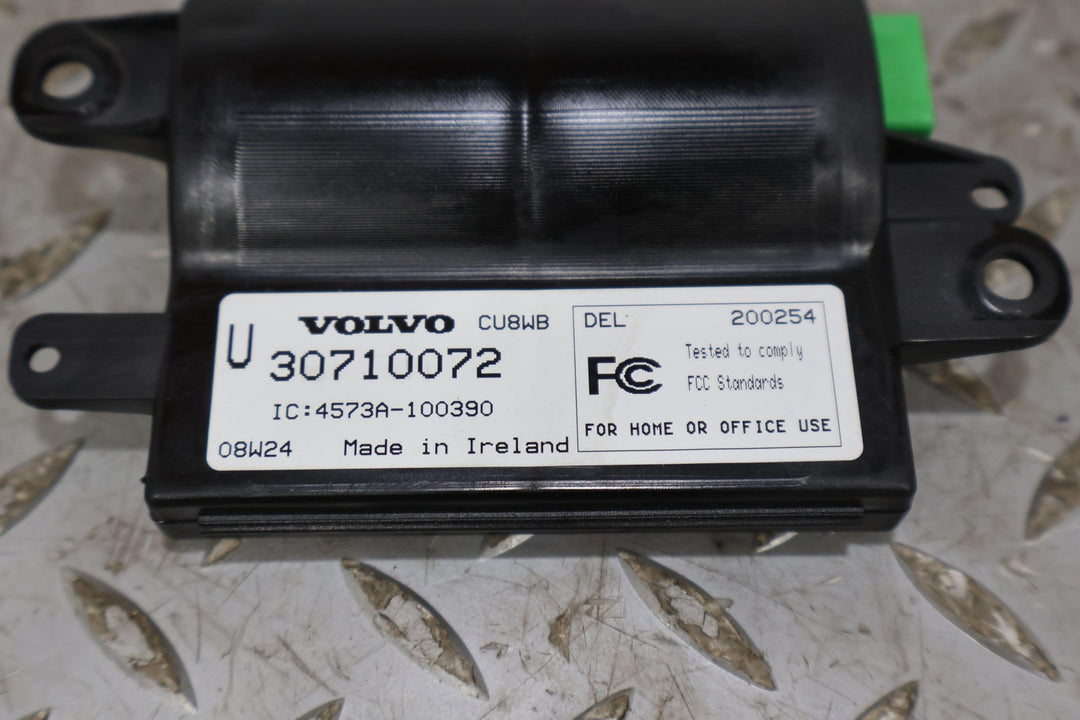 U VOLVO CU8WB
30710072
IC:4573A-100390
08W24 Made in Ireland
DEL 200254
FC Tested to comply
FCC Standards
FOR HOME OR OFFICE USE